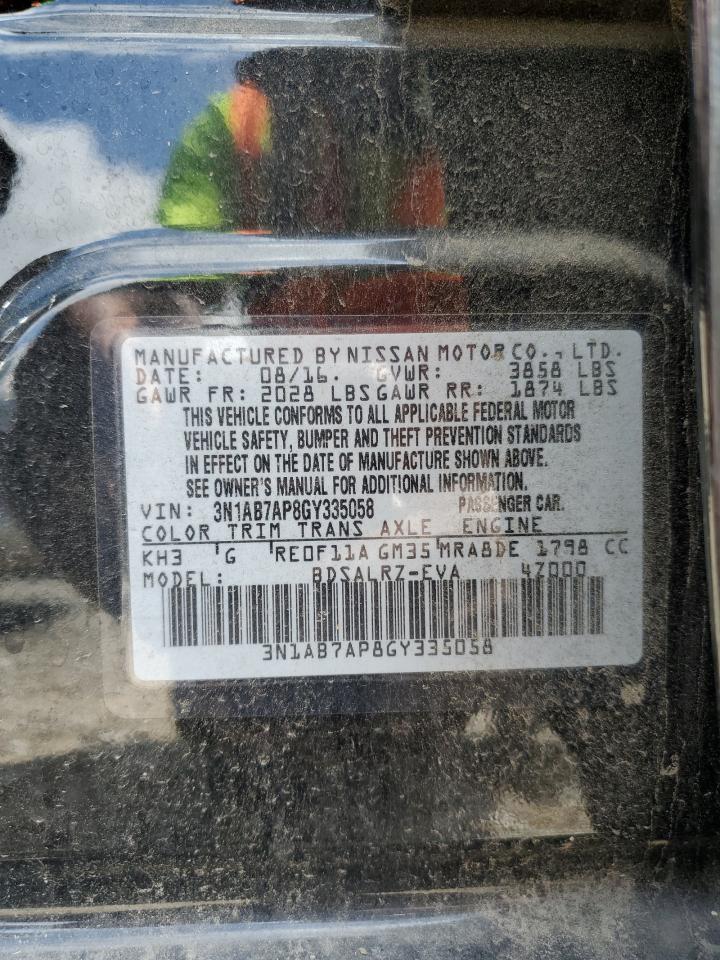 MANUFACTURED BY NISSAN MOTOR CO., LTD.
DATE: 08/16. GVWR: 3858 LBS
GAWR FR: 2028 LBS GAWR RR: 1874 LBS
THIS VEHICLE CONFORMS TO ALL APPLICABLE FEDERAL MOTOR
VEHICLE SAFETY, BUMPER AND THEFT PREVENTION STANDARDS
IN EFFECT ON THE DATE OF MANUFACTURE SHOWN ABOVE.
SEE OWNER'S MANUAL FOR ADDITIONAL INFORMATION.
VIN: 3N1AB7AP8GY335058 PASSENGER CAR.
COLOR TRIM TRANS AXLE ENGINE
KH3 G RE0F11A GM35 MRA8DE 1798 CC
MODEL: BDSALRZ-EVA 4Z000
3N1AB7AP8GY335058